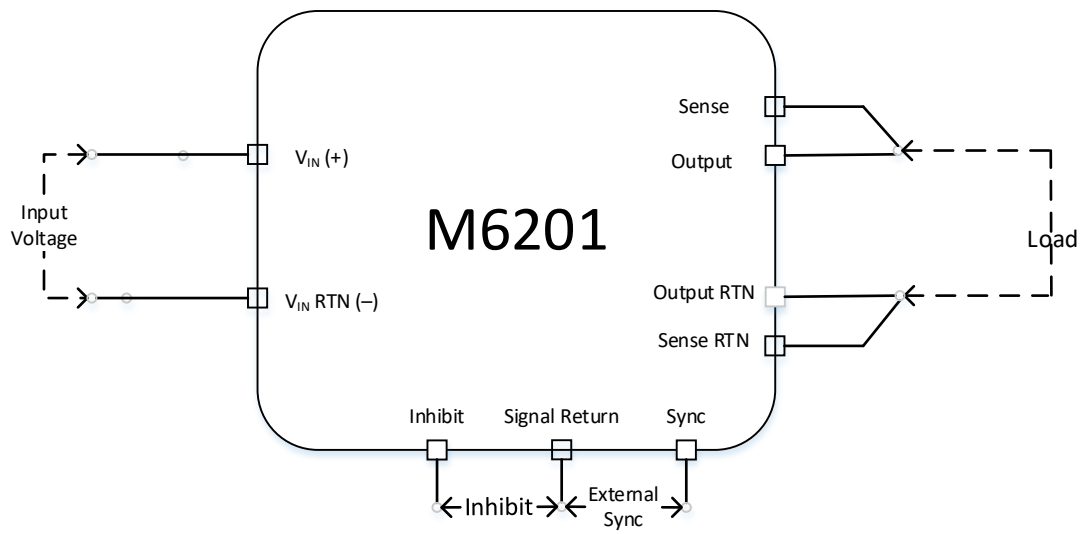 Sense
Output
V_IN (+)
Input
Voltage
M6201
Load
V_IN RTN (–)
Output RTN
Sense RTN
Inhibit
Signal Return
Sync
Inhibit
External
Sync